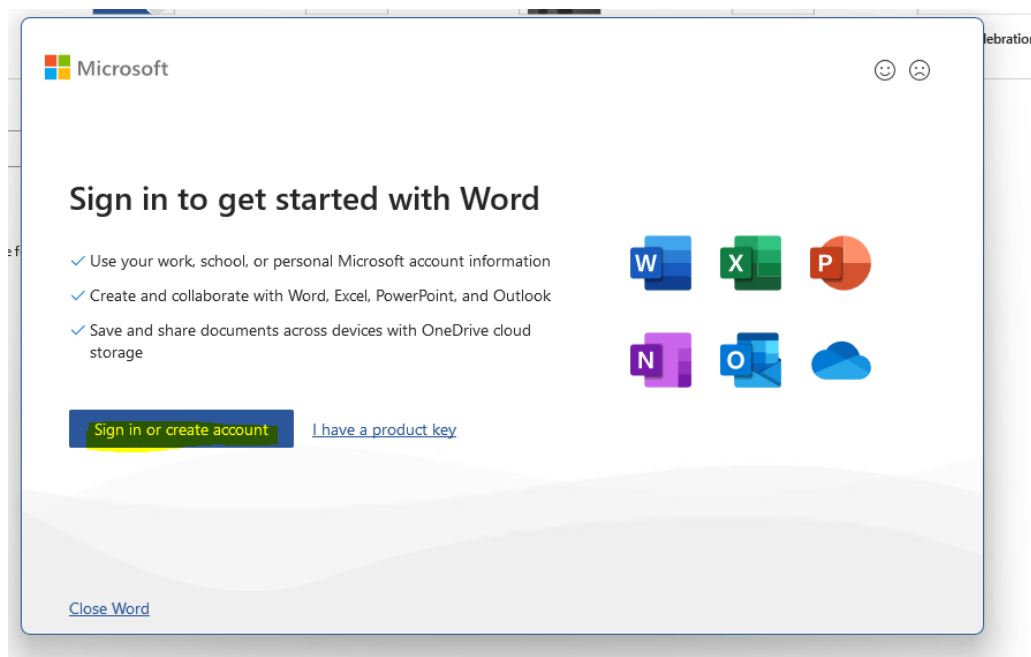 lebration
Microsoft
Sign in to get started with Word
Use your work, school, or personal Microsoft account information
Create and collaborate with Word, Excel, PowerPoint, and Outlook
Save and share documents across devices with OneDrive cloud
storage
W X P
N O
Sign in or create account I have a product key
Close Word